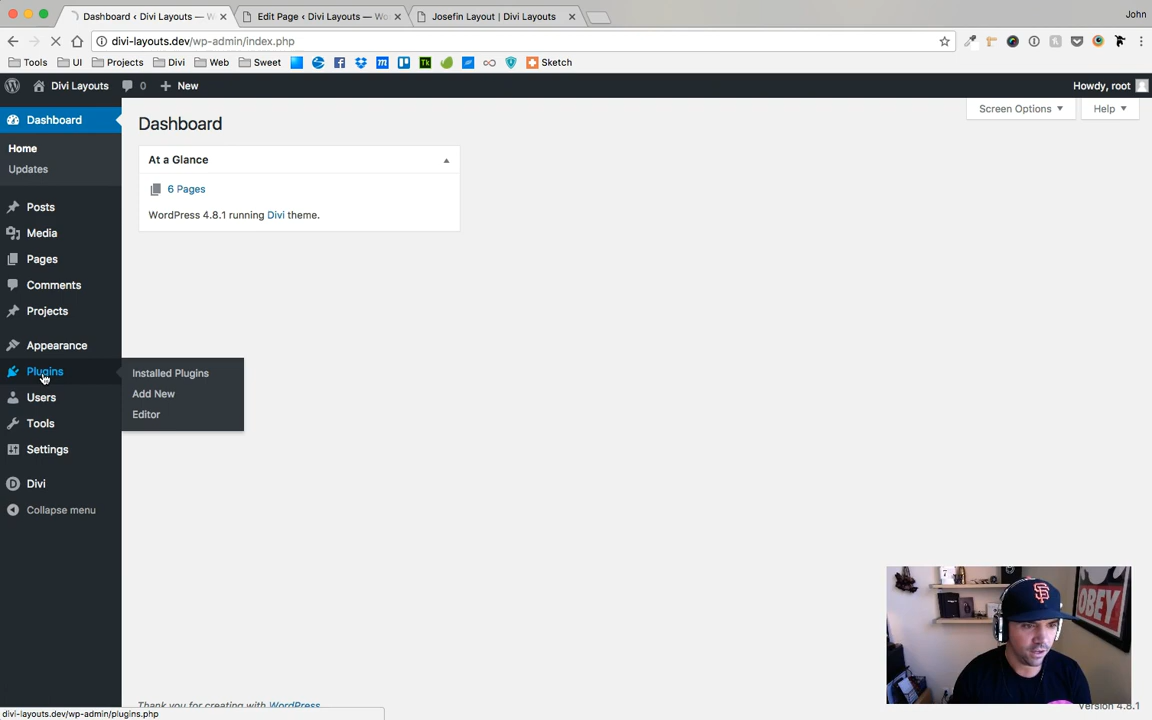 Dashboard ‹ Divi Layouts — W
Edit Page ‹ Divi Layouts — Wo
Josefin Layout | Divi Layouts
John
divi-layouts.dev/wp-admin/index.php
Tools
UI
Projects
Divi
Web
Sweet
Sketch
Divi Layouts
0
New
Howdy, root
Dashboard
Home
Updates
Posts
Media
Pages
Comments
Projects
Appearance
Plugins
Users
Tools
Settings
Divi
Collapse menu
Installed Plugins
Add New
Editor
Screen Options
Help
Dashboard
At a Glance
6 Pages
WordPress 4.8.1 running Divi theme.
OBEY
Thank you for creating with WordPress
Version 4.8.1
divi-layouts.dev/wp-admin/plugins.php